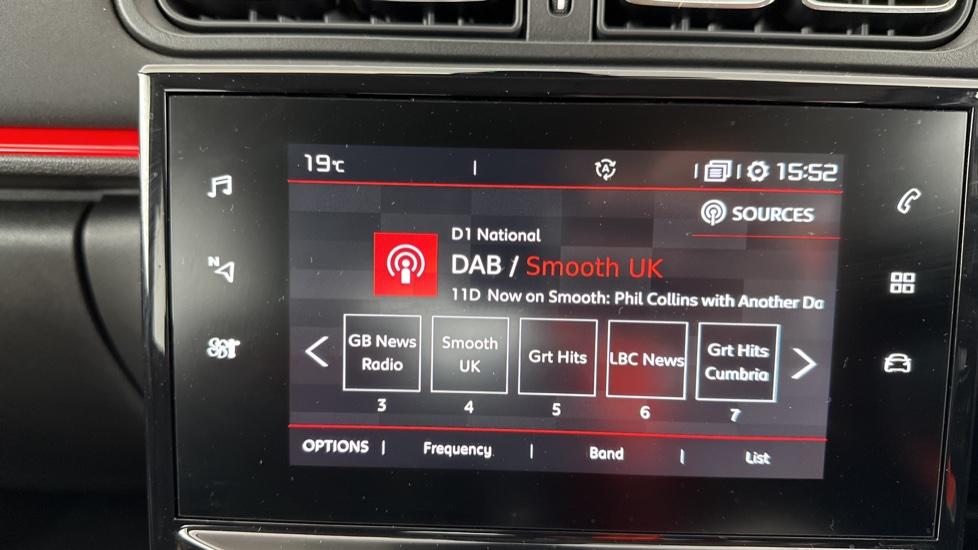 19°C
15:52
SOURCES
D1 National
DAB / Smooth UK
11D Now on Smooth: Phil Collins with Another Da
GB News
Radio
Smooth
UK
Grt Hits
LBC News
Grt Hits
Cumbria
3 4 5 6 7
OPTIONS Frequency Band List
N
A